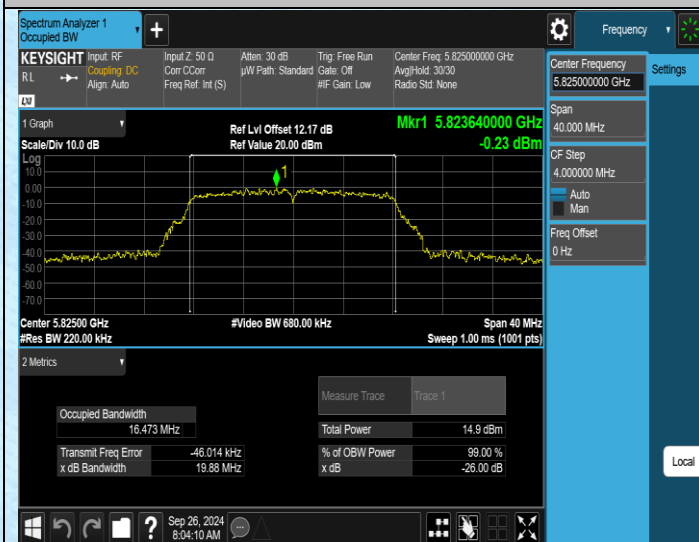 Spectrum Analyzer 1
Occupied BW
Frequency
KEYSIGHT
R L
LXI
Input: RF
Coupling: DC
Align: Auto
Input Z: 50 Ω
Corr CCorr
Freq Ref: Int (S)
Atten: 30 dB
µW Path: Standard
Trig: Free Run
Gate: Off
#IF Gain: Low
Center Freq: 5.825000000 GHz
Avg|Hold: 30/30
Radio Std: None
Center Frequency
5.825000000 GHz
Settings
Span
40.000 MHz
CF Step
4.000000 MHz
Auto
Man
Freq Offset
0 Hz
Local
1 Graph
Scale/Div 10.0 dB
Ref Lvl Offset 12.17 dB
Ref Value 20.00 dBm
Mkr1 5.823640000 GHz
-0.23 dBm
Log
10.0
0.00
-10.0
-20.0
-30.0
-40.0
-50.0
-60.0
-70.0
1
Center 5.82500 GHz
#Res BW 220.00 kHz
#Video BW 680.00 kHz
Span 40 MHz
Sweep 1.00 ms (1001 pts)
2 Metrics
Measure Trace
Trace 1
Occupied Bandwidth
16.473 MHz
Total Power
14.9 dBm
Transmit Freq Error
-46.014 kHz
% of OBW Power
99.00 %
x dB Bandwidth
19.88 MHz
x dB
-26.00 dB
?
Sep 26, 2024
8:04:10 AM